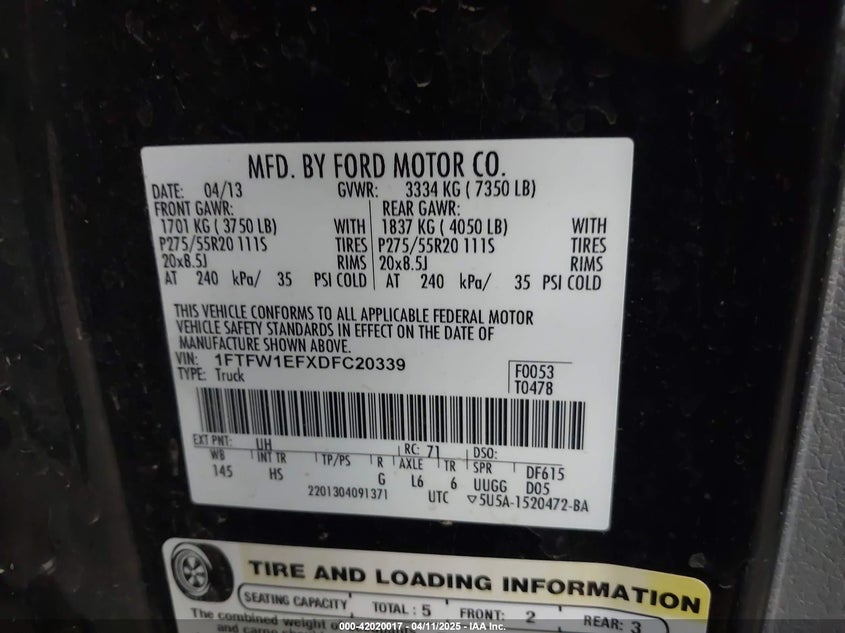 MFD. BY FORD MOTOR CO.
DATE: 04/13 GVWR: 3334 KG ( 7350 LB)
FRONT GAWR: REAR GAWR:
1701 KG ( 3750 LB) WITH 1837 KG ( 4050 LB) WITH
P275/55R20 111S TIRES P275/55R20 111S TIRES
20x8.5J RIMS 20x8.5J RIMS
AT 240 kPa/ 35 PSI COLD AT 240 kPa/ 35 PSI COLD
THIS VEHICLE CONFORMS TO ALL APPLICABLE FEDERAL MOTOR
VEHICLE SAFETY STANDARDS IN EFFECT ON THE DATE OF
MANUFACTURE SHOWN ABOVE.
VIN: 1FTFW1EFXDFC20339
TYPE: Truck
F0053
T0478
EXT PNT: UH RC: 71 DSO:
WB INT TR TP/PS R AXLE TR SPR DF615
145 HS G L6 6 UUGG D05
2201304091371 UTC ▽5U5A-1520472-BA
TIRE AND LOADING INFORMATION
SEATING CAPACITY TOTAL : 5 FRONT: 2 REAR: 3
The combined weight
000-42020017 - 04/11/2025 - IAA Inc.